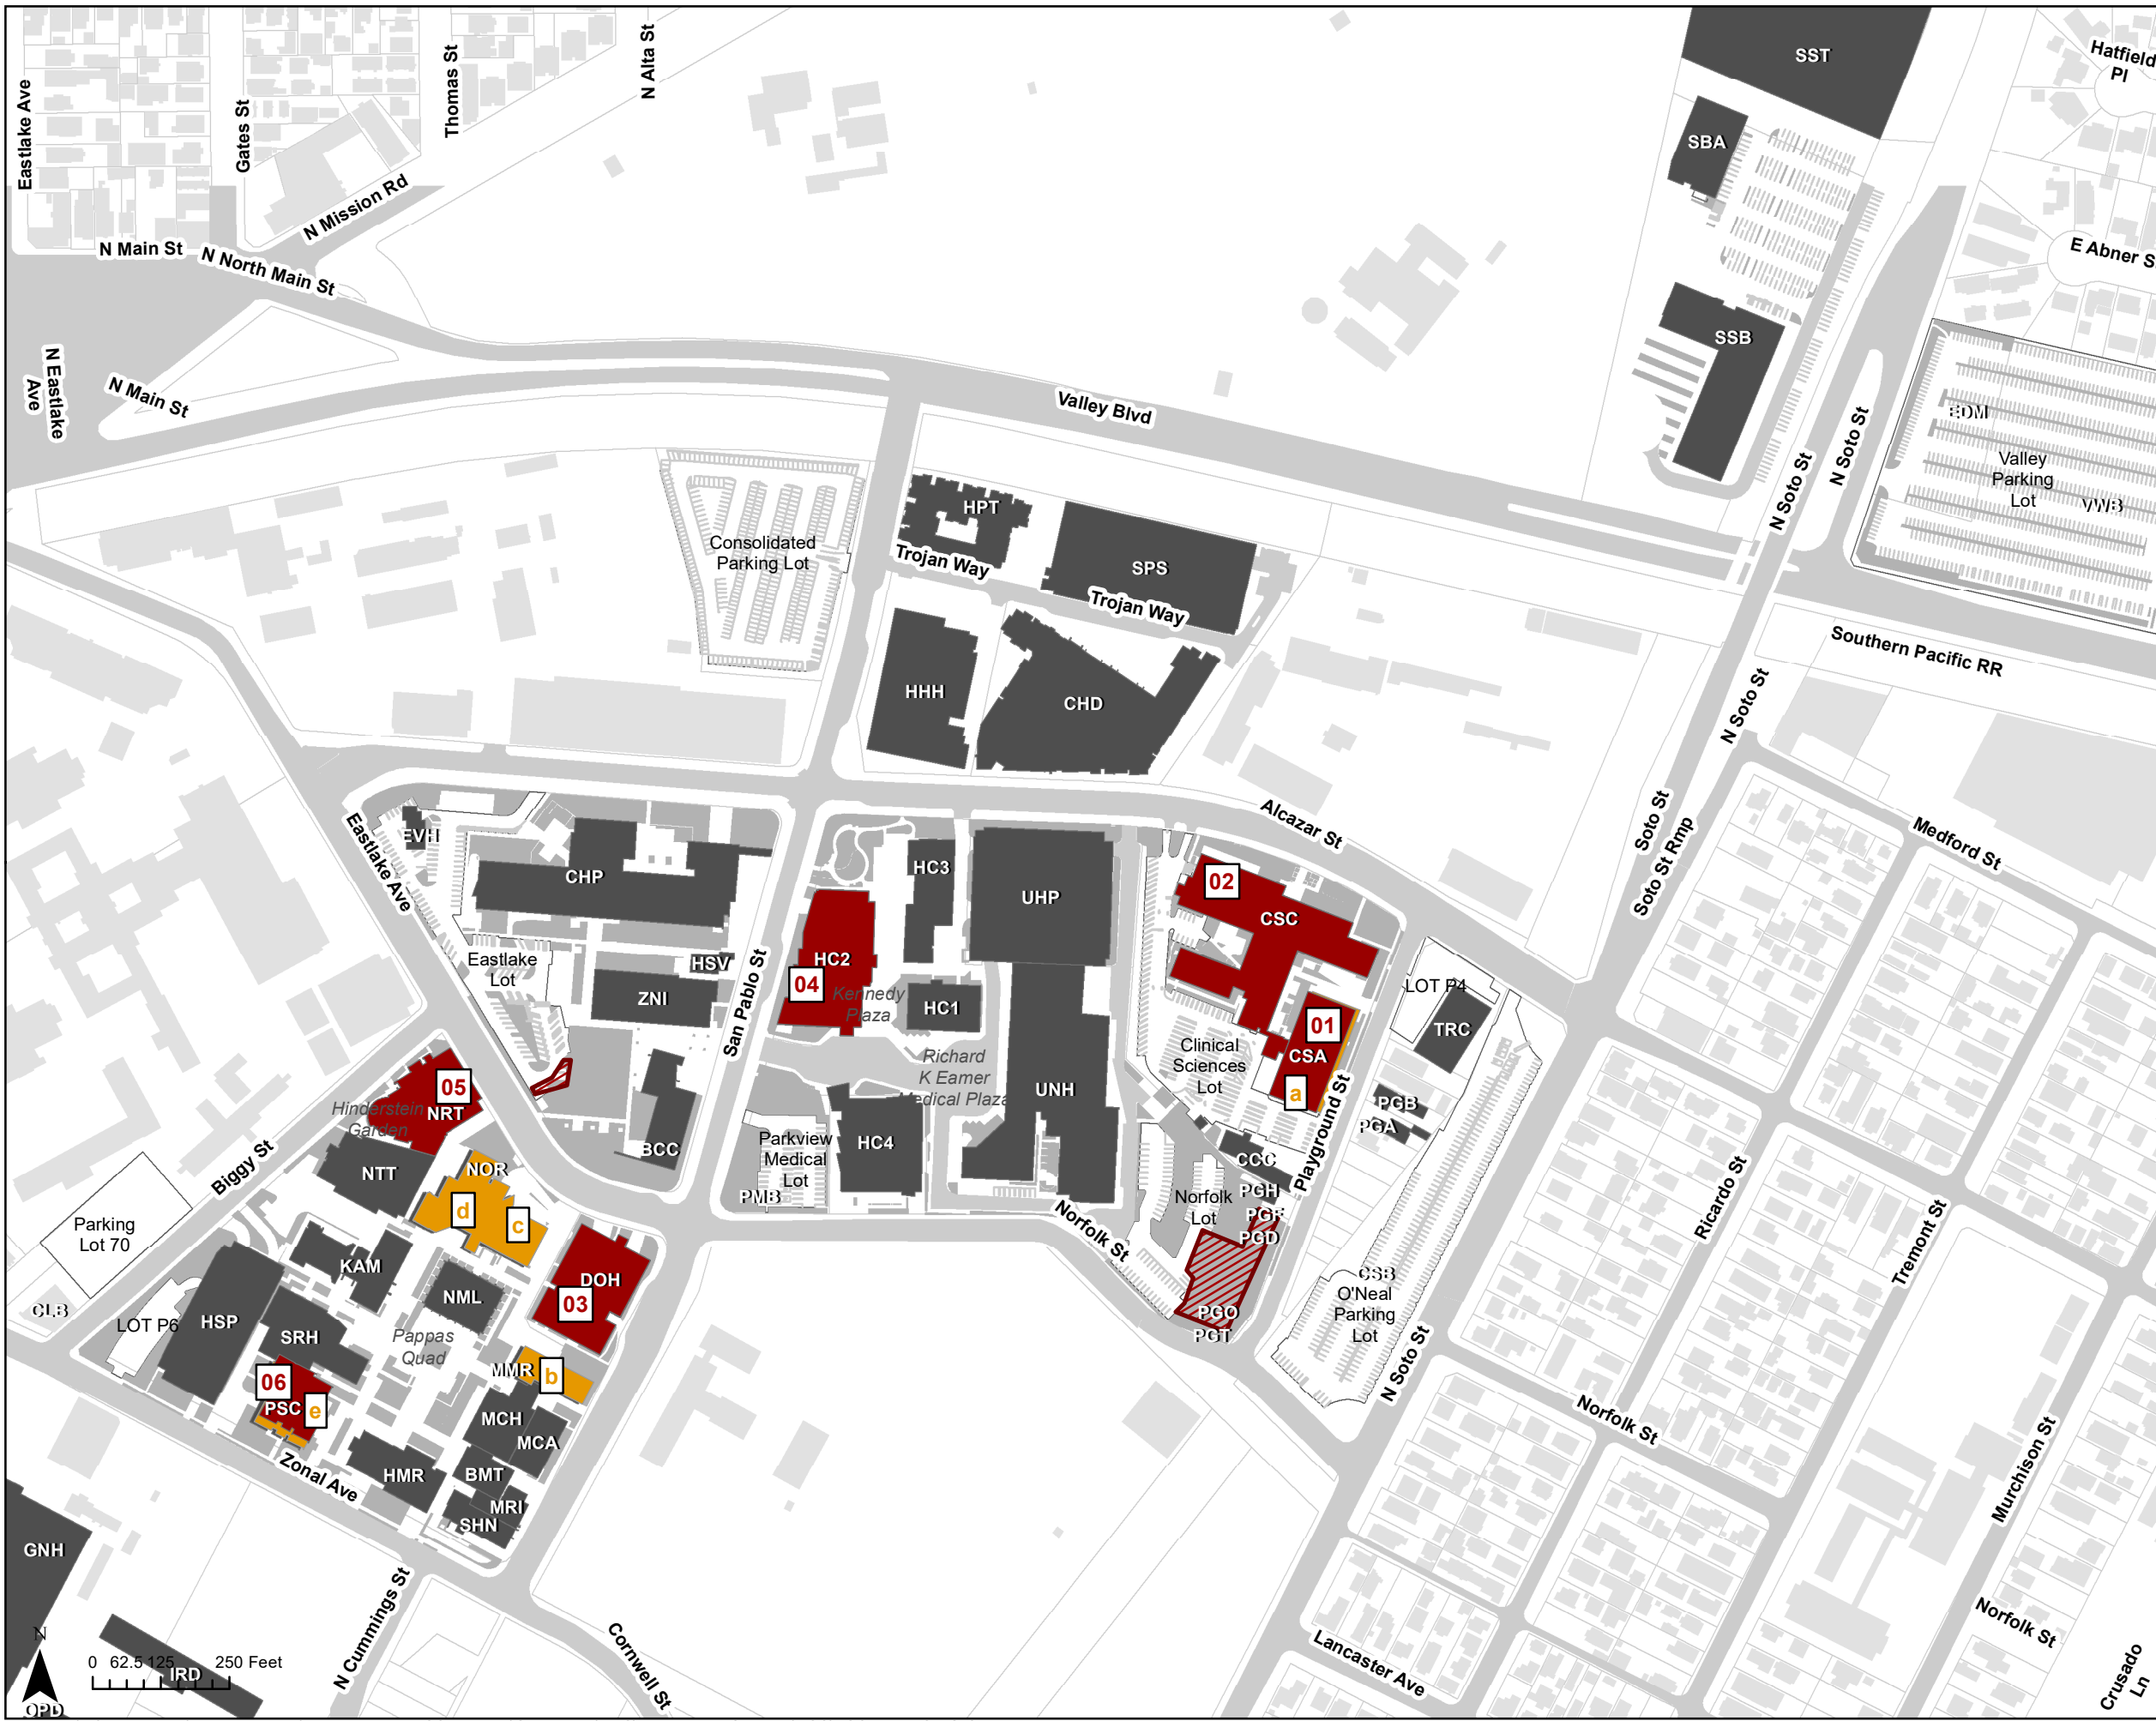 SST
Hatfield
Pl
Eastlake Ave
Gates St
Thomas St
N Alta St
SBA
N Mission Rd
N Main St
N North Main St
E Abner S
SSB
N Eastlake
Ave
N Main St
Valley Blvd
N Soto St
N Soto St
EDM
Valley
Parking
Lot
VWB
HPT
Consolidated
Parking Lot
Trojan Way
SPS
Trojan Way
Southern Pacific RR
HHH
CHD
N Soto St
Alcazar St
Soto St
Soto St Rmp
Medford St
Eastlake Ave
EVH
CHP
HC3
UHP
02
CSC
Eastlake
Lot
HSV
ZNI
San Pablo St
HC2
04
Kennedy
Plaza
HC1
LOT P4
TRC
01
CSA
a
Clinical
Sciences
Lot
Richard
K Eamer
Medical Plaza
UNH
05
NRT
Hinderstein
Garden
PGB
PGA
Playground St
BCC
Parkview
Medical
Lot
PMB
HC4
CCC
PGH
PGF
PGD
Norfolk
Lot
Norfolk St
Biggy St
NTT
NOR
d
c
Parking
Lot 70
Ricardo St
Tremont St
KAM
DOH
03
NML
CSB
O'Neal
Parking
Lot
PGO
PGT
CLB
LOT P6
HSP
SRH
Pappas
Quad
MMR
b
06
PSC
e
MCH
MCA
N Soto St
Norfolk St
Murchison St
Zonal Ave
HMR
BMT
MRI
SHN
GNH
N Cummings St
Cornwell St
Lancaster Ave
Norfolk St
Crusado
Ln
N
0 62.5 125 250 Feet
IRD
OPD